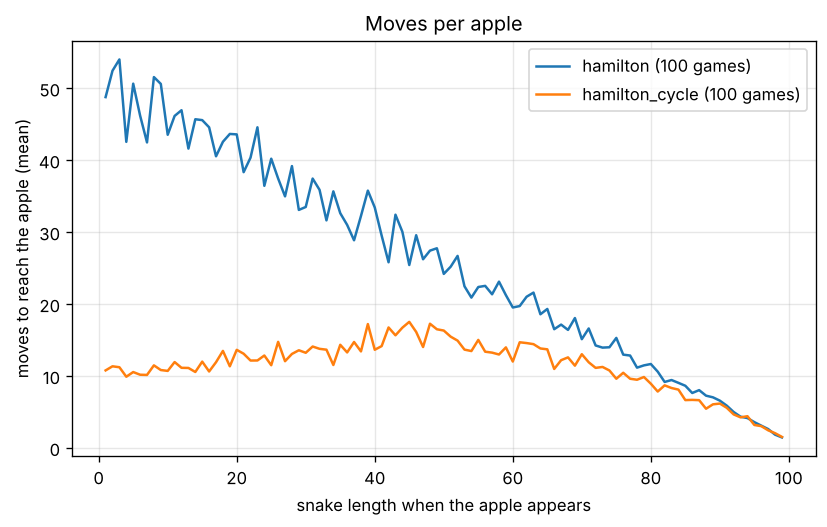 Moves per apple
hamilton (100 games)
hamilton_cycle (100 games)
moves to reach the apple (mean)
50
40
30
20
10
0
0 20 40 60 80 100
snake length when the apple appears